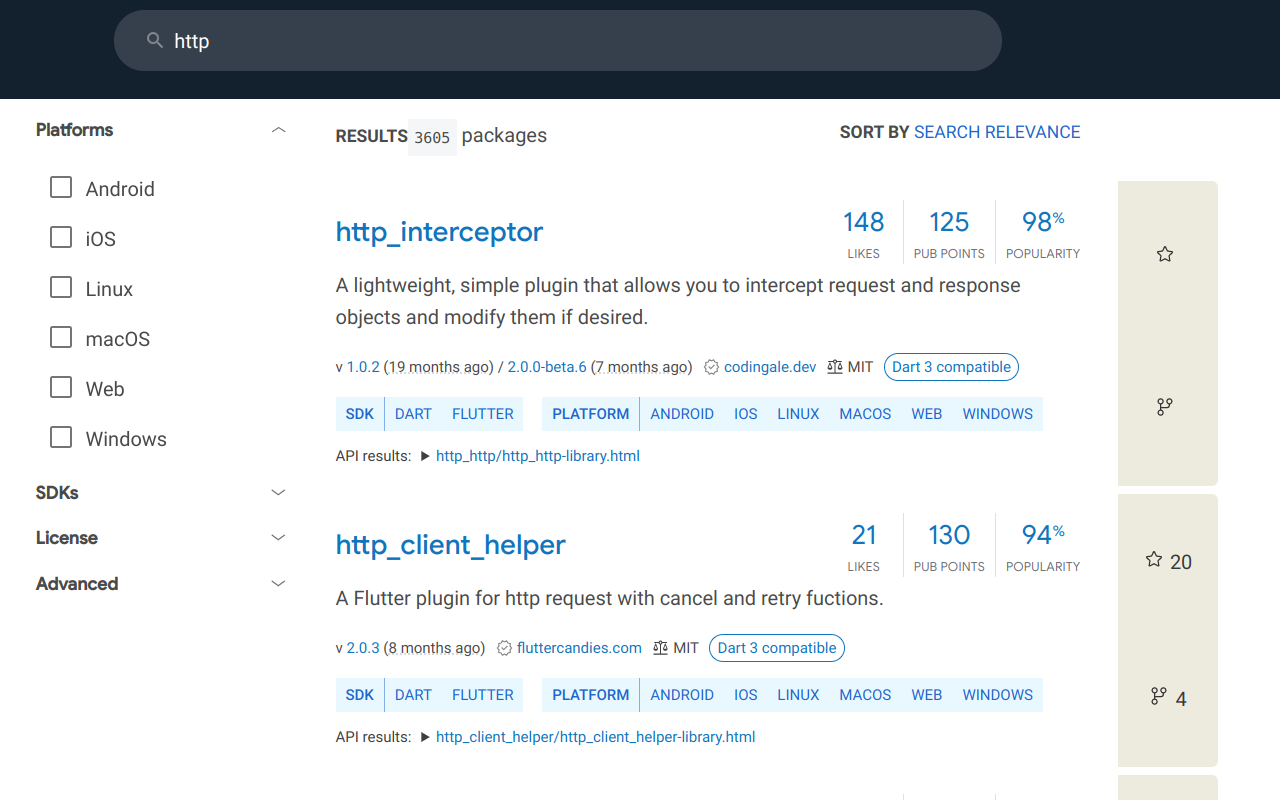 http
Platforms
Android
iOS
Linux
macOS
Web
Windows
SDKs
License
Advanced
RESULTS 3605 packages
SORT BY SEARCH RELEVANCE
http_interceptor
148 LIKES
125 PUB POINTS
98% POPULARITY
A lightweight, simple plugin that allows you to intercept request and response
objects and modify them if desired.
v 1.0.2 (19 months ago) / 2.0.0-beta.6 (7 months ago) codingale.dev MIT Dart 3 compatible
SDK DART FLUTTER PLATFORM ANDROID IOS LINUX MACOS WEB WINDOWS
API results: ▶ http_http/http_http-library.html
http_client_helper
21 LIKES
130 PUB POINTS
94% POPULARITY
20
A Flutter plugin for http request with cancel and retry fuctions.
v 2.0.3 (8 months ago) fluttercandies.com MIT Dart 3 compatible
SDK DART FLUTTER PLATFORM ANDROID IOS LINUX MACOS WEB WINDOWS
4
API results: ▶ http_client_helper/http_client_helper-library.html